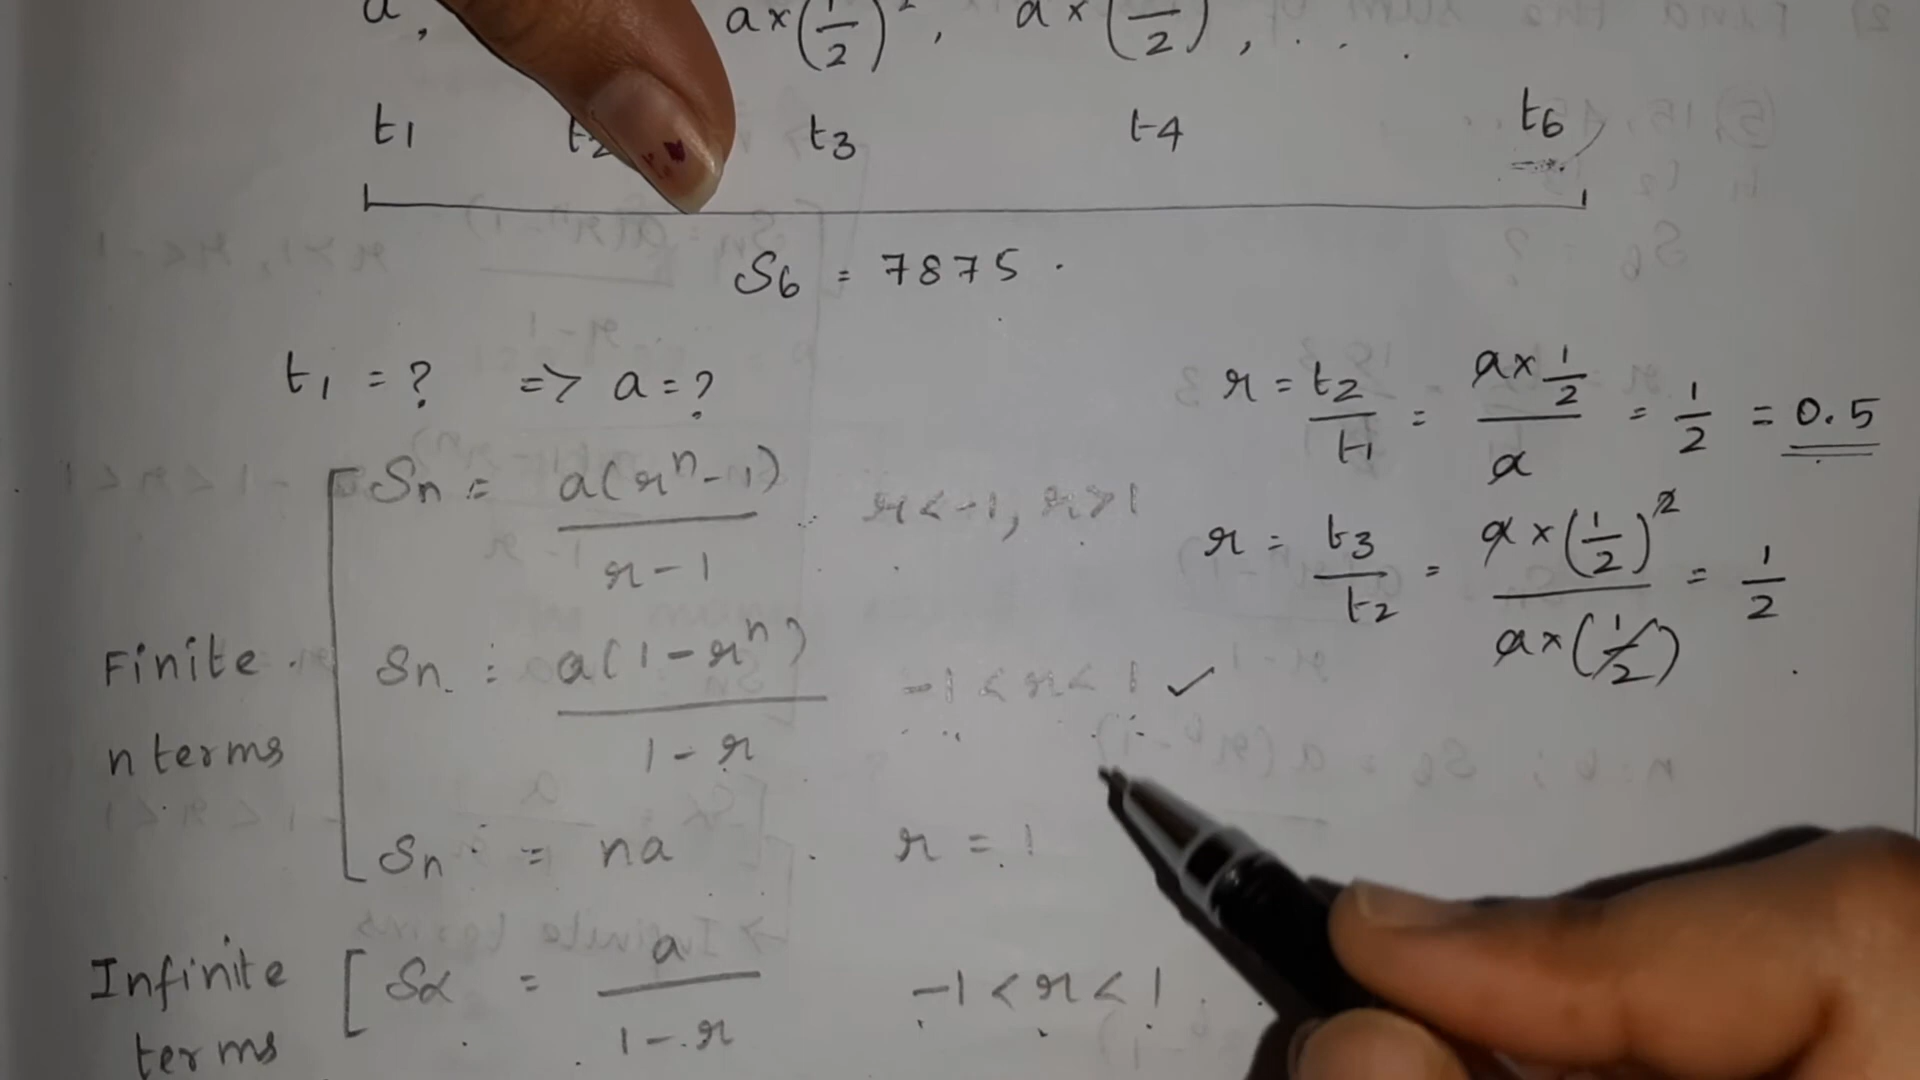 a, a×(1/2)², a×(1/2), . . .
t1 t2 t3 t4 t6
S6 = 7875.
t1 = ? => a = ?
r = t2/t1 = (a×1/2)/a = 1/2 = 0.5
Sn = a(r^n - 1)/(r - 1) r < -1, r > 1
r = t3/t2 = (a×(1/2)²)/(a×(1/2)) = 1/2
Finite n terms
Sn = a(1 - r^n)/(1 - r) -1 < r < 1 ✓
Sn = na r = 1
Infinite terms
[ S∝ = a/(1 - r) -1 < r < 1